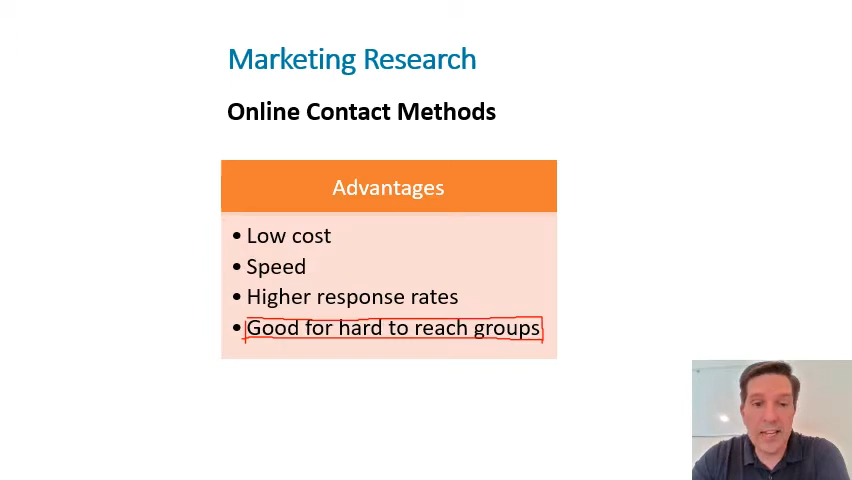 Marketing Research
Online Contact Methods
Advantages
• Low cost
• Speed
• Higher response rates
• Good for hard to reach groups